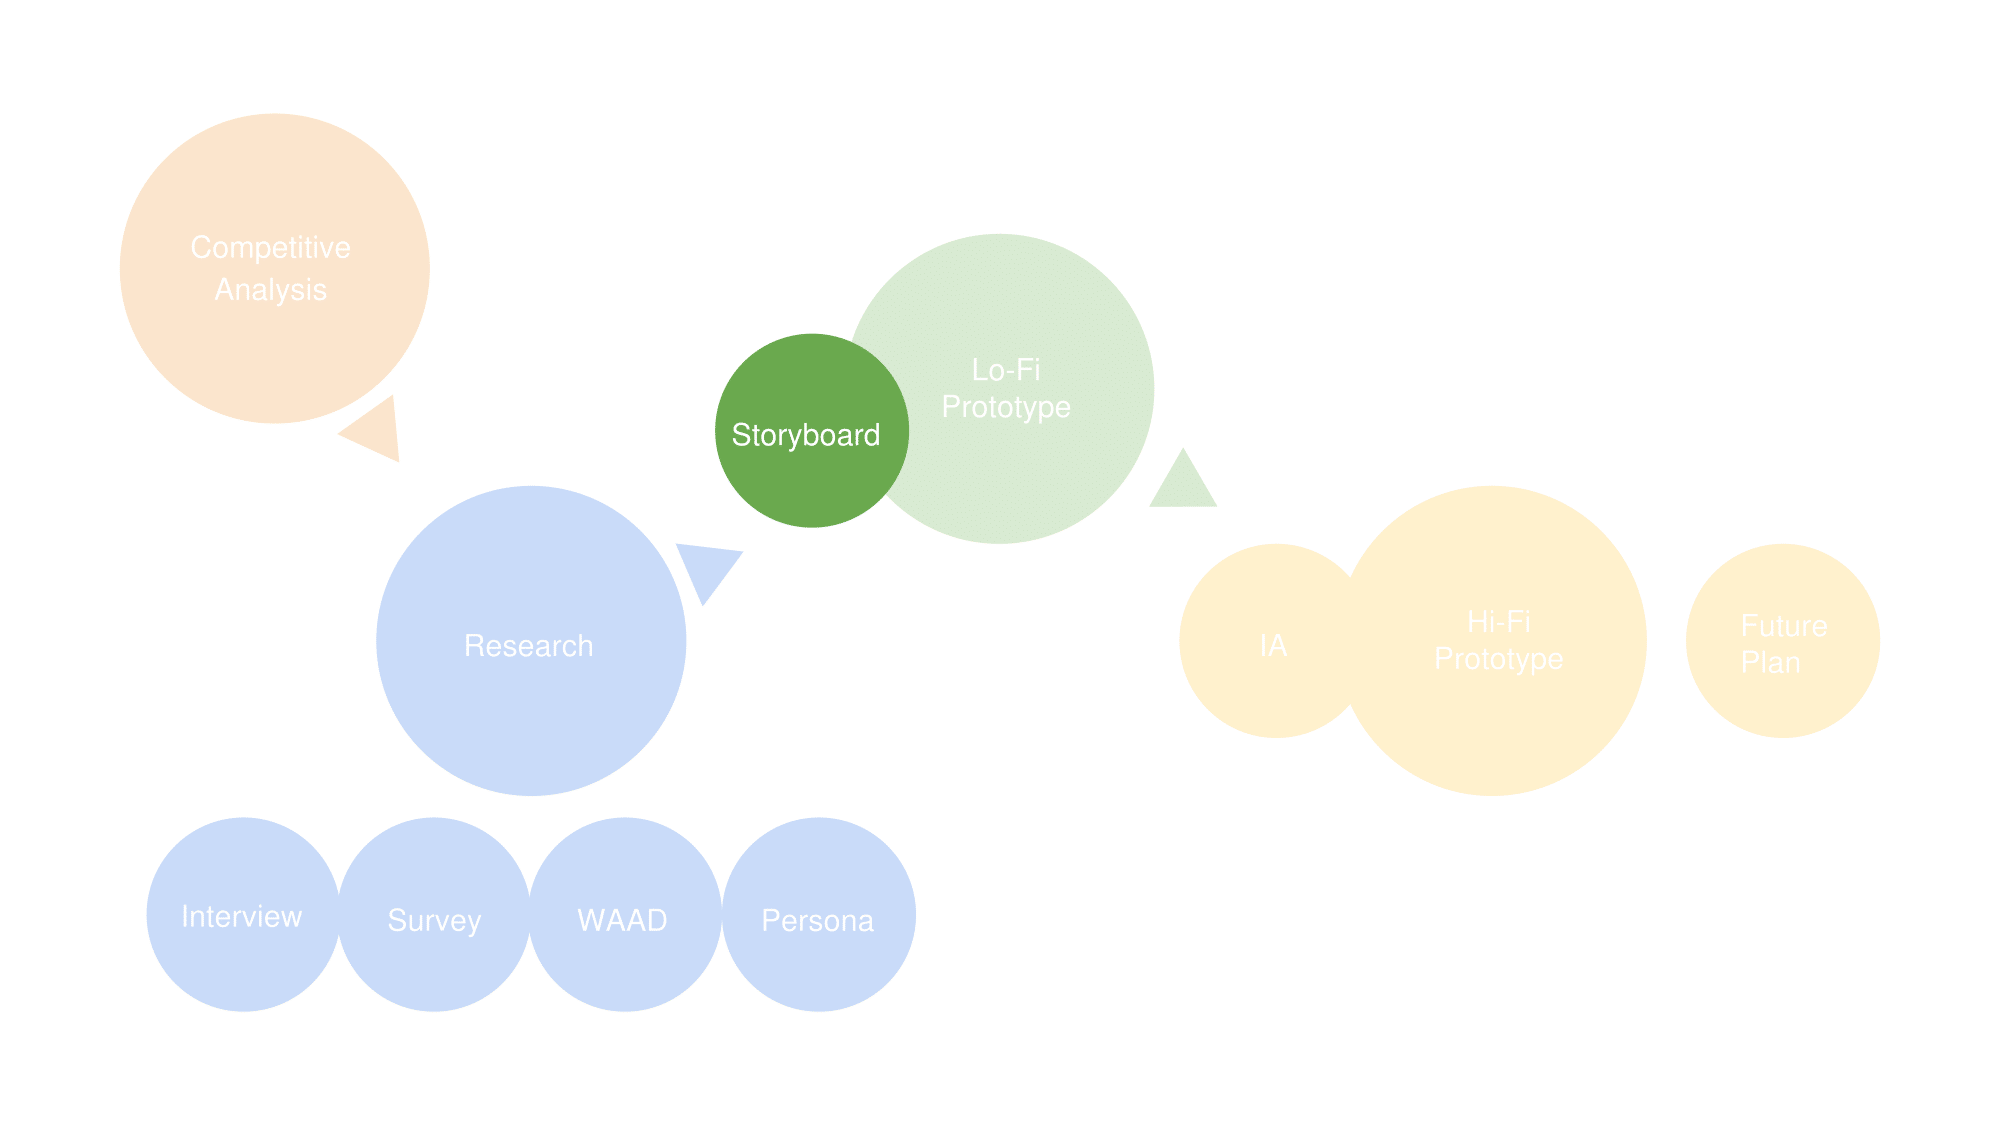 Competitive
Analysis
Lo-Fi
Prototype
Storyboard
Research
IA
Hi-Fi
Prototype
Future
Plan
Interview
Survey
WAAD
Persona